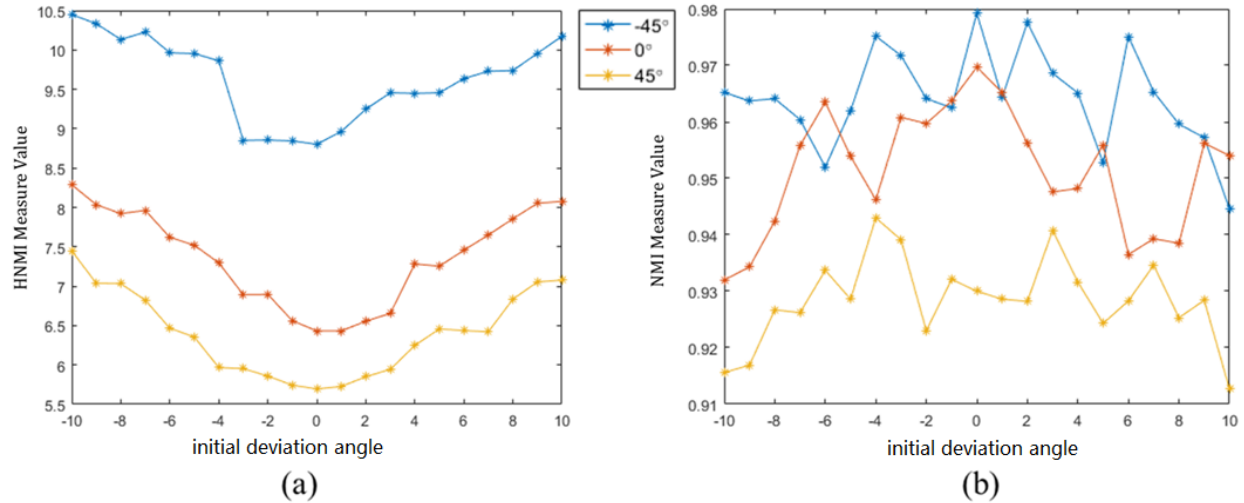 HNMI Measure Value
10.5
10
9.5
9
8.5
8
7.5
7
6.5
6
5.5
-10 -8 -6 -4 -2 0 2 4 6 8 10
initial deviation angle
(a)
-45°
0°
45°
NMI Measure Value
0.98
0.97
0.96
0.95
0.94
0.93
0.92
0.91
-10 -8 -6 -4 -2 0 2 4 6 8 10
initial deviation angle
(b)